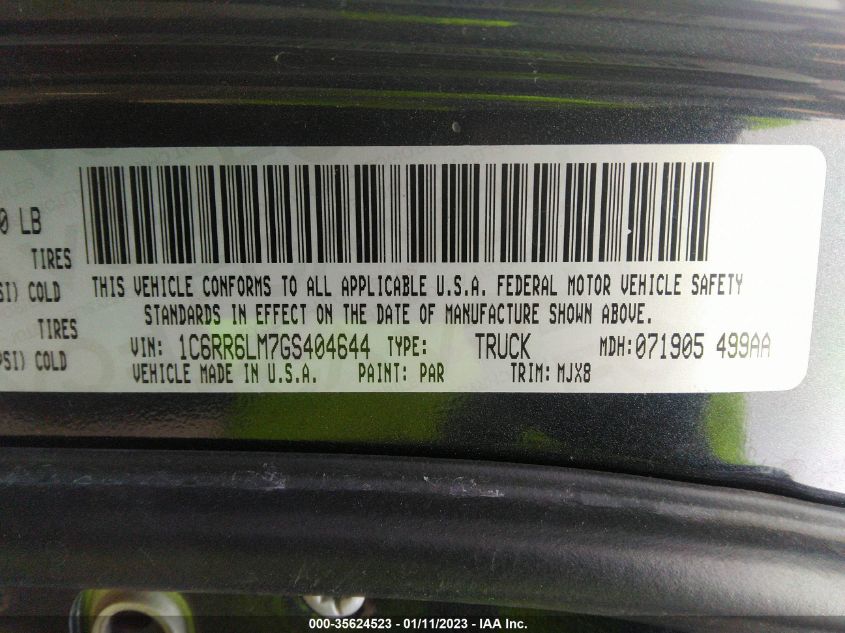 0 LB
TIRES
SI) COLD
TIRES
PSI) COLD
THIS VEHICLE CONFORMS TO ALL APPLICABLE U.S.A. FEDERAL MOTOR VEHICLE SAFETY
STANDARDS IN EFFECT ON THE DATE OF MANUFACTURE SHOWN ABOVE.
VIN: 1C6RR6LM7GS404644 TYPE: TRUCK MDH:071905 499AA
VEHICLE MADE IN U.S.A. PAINT: PAR TRIM: MJX8
000-35624523 - 01/11/2023 - IAA Inc.